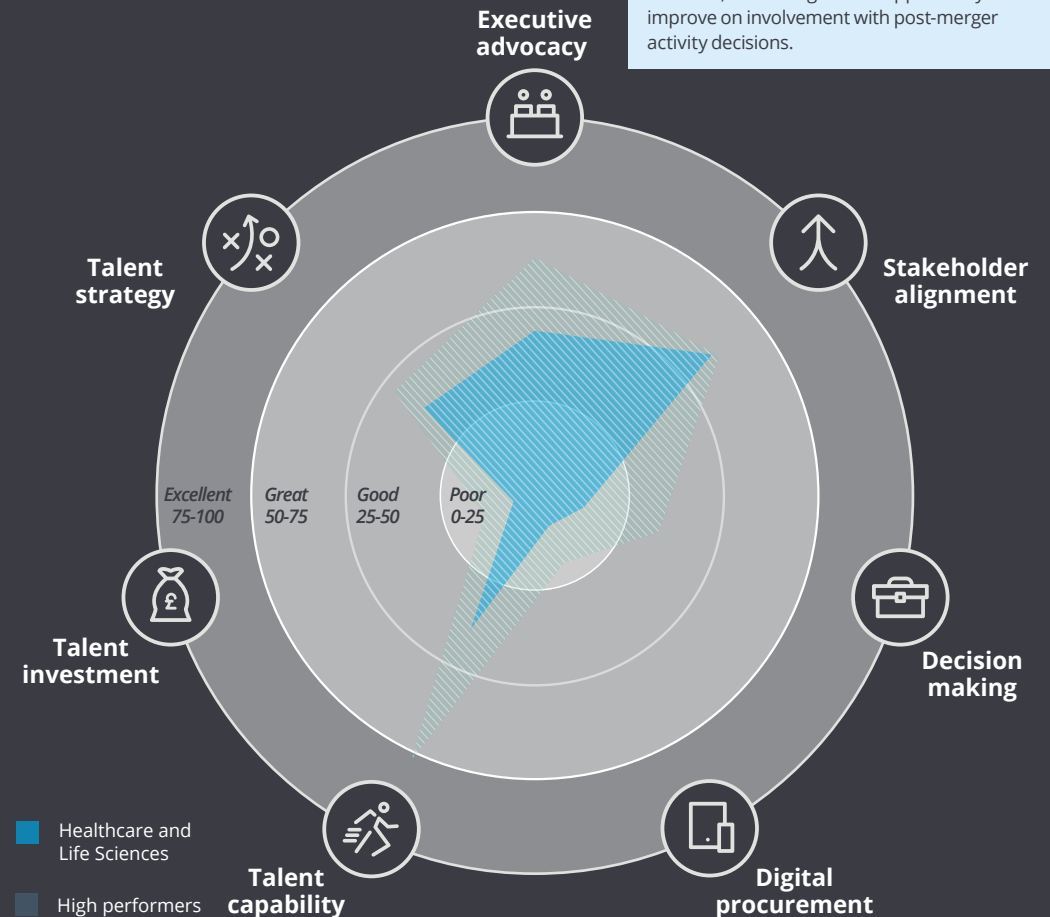 improve on involvement with post-merger
activity decisions.
Executive
advocacy
Talent
strategy
Stakeholder
alignment
Excellent
75-100
Great
50-75
Good
25-50
Poor
0-25
£
Talent
investment
Decision
making
Healthcare and
Life Sciences
High performers
Talent
capability
Digital
procurement